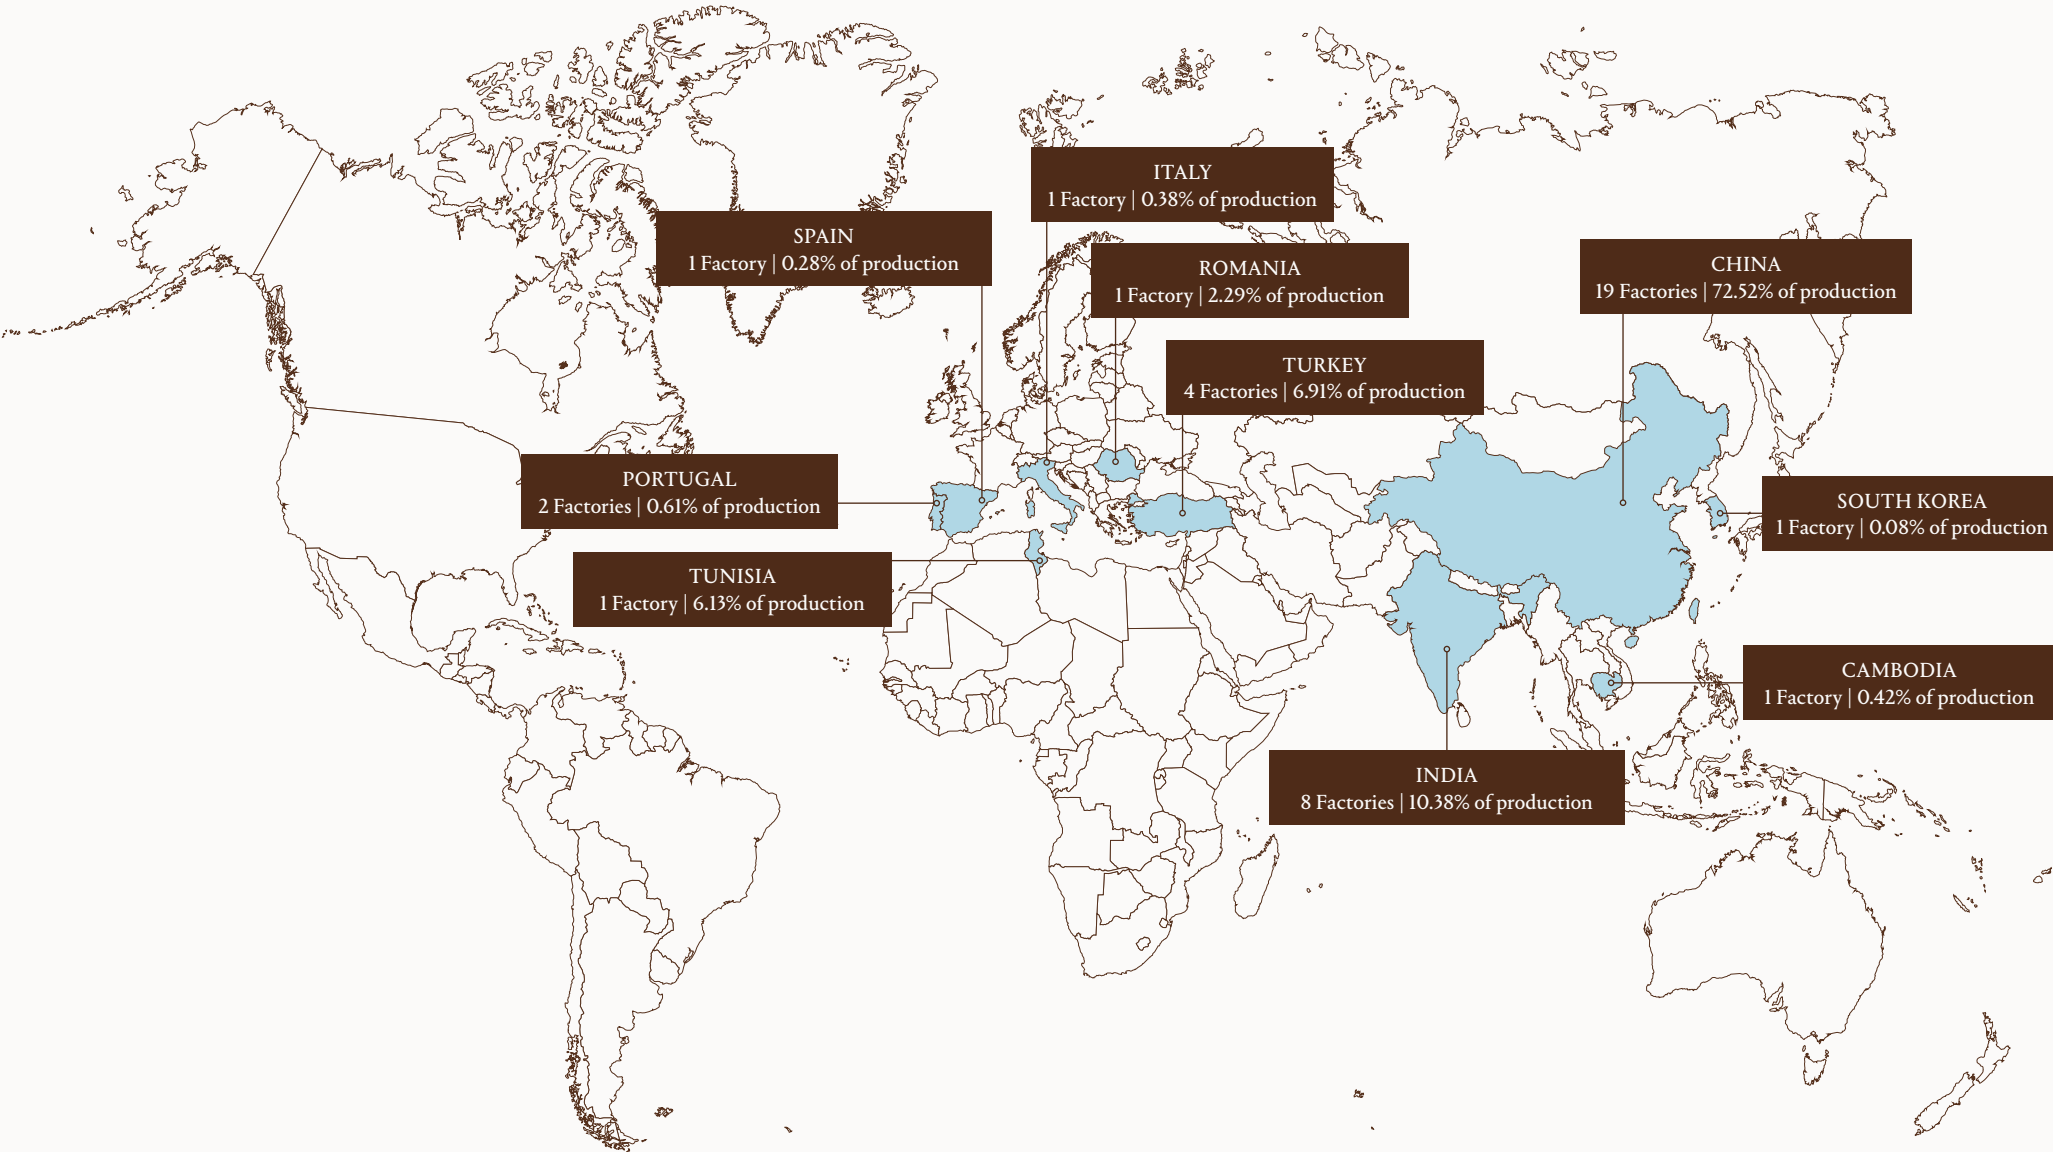 ITALY
1 Factory | 0.38% of production
SPAIN
1 Factory | 0.28% of production
ROMANIA
1 Factory | 2.29% of production
CHINA
19 Factories | 72.52% of production
TURKEY
4 Factories | 6.91% of production
PORTUGAL
2 Factories | 0.61% of production
SOUTH KOREA
1 Factory | 0.08% of production
TUNISIA
1 Factory | 6.13% of production
CAMBODIA
1 Factory | 0.42% of production
INDIA
8 Factories | 10.38% of production